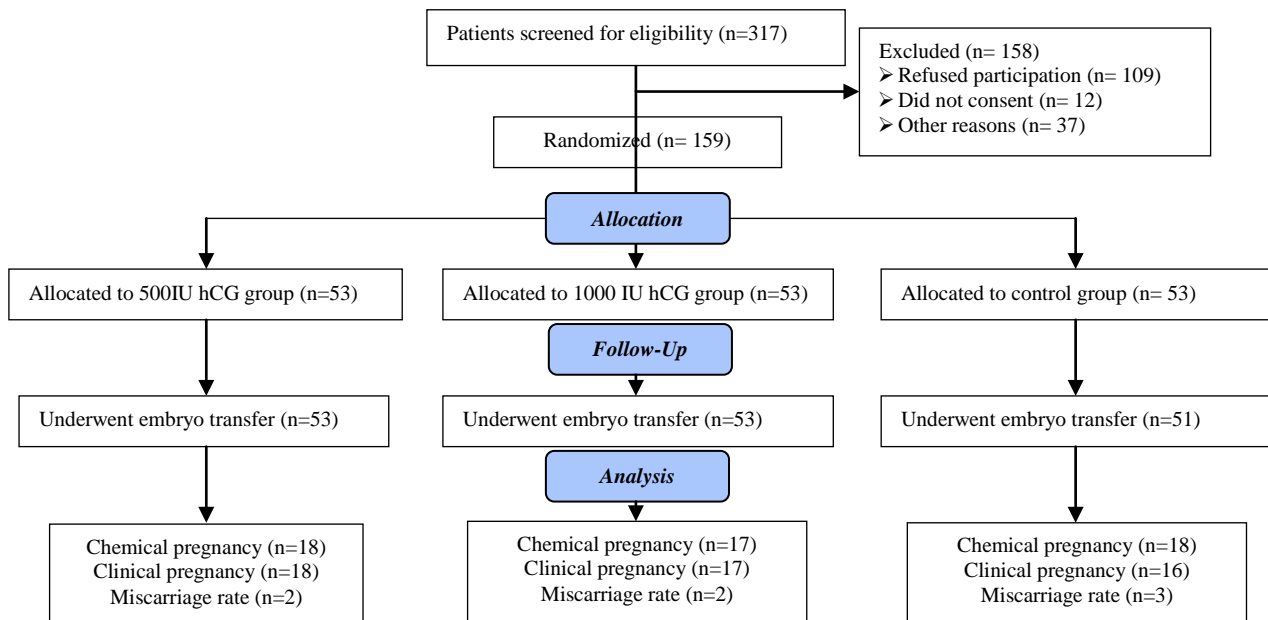 Patients screened for eligibility (n=317)
Excluded (n= 158)
➢ Refused participation (n= 109)
➢ Did not consent (n= 12)
➢ Other reasons (n= 37)
Randomized (n= 159)
Allocation
Allocated to 500IU hCG group (n=53)
Allocated to 1000 IU hCG group (n=53)
Allocated to control group (n= 53)
Follow-Up
Underwent embryo transfer (n=53)
Underwent embryo transfer (n=53)
Underwent embryo transfer (n=51)
Analysis
Chemical pregnancy (n=18)
Clinical pregnancy (n=18)
Miscarriage rate (n=2)
Chemical pregnancy (n=17)
Clinical pregnancy (n=17)
Miscarriage rate (n=2)
Chemical pregnancy (n=18)
Clinical pregnancy (n=16)
Miscarriage rate (n=3)